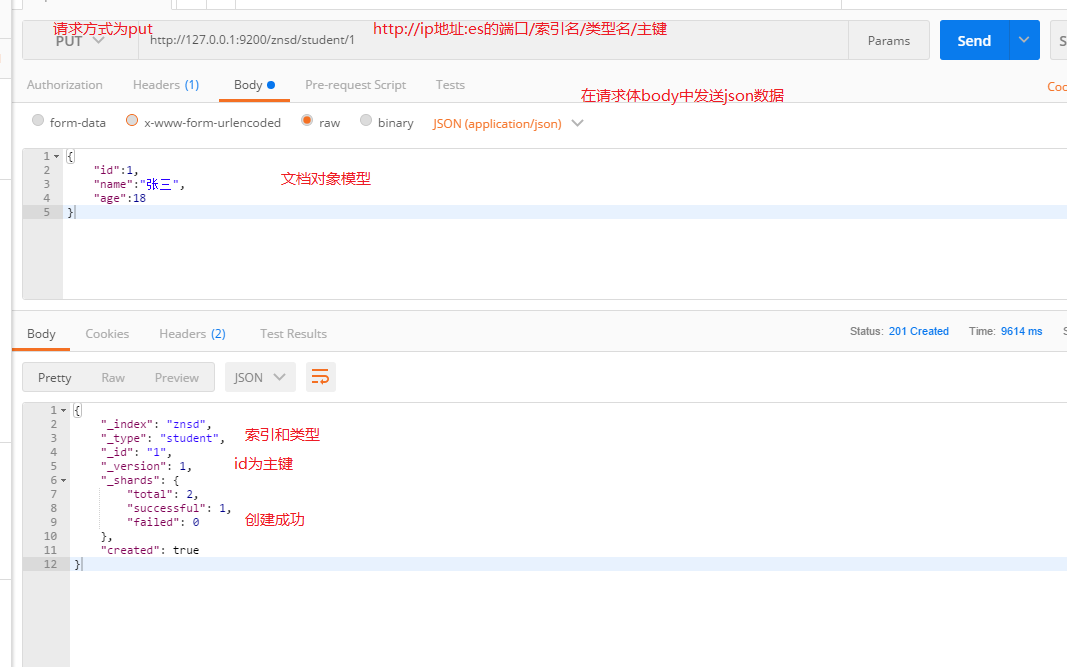 请求方式为put
http://ip地址:es的端口/索引名/类型名/主键
PUT http://127.0.0.1:9200/znsd/student/1 Params Send
Authorization Headers (1) Body Pre-request Script Tests
在请求体body中发送json数据
form-data x-www-form-urlencoded raw binary JSON (application/json)
1 {
2 "id":1,
3 "name":"张三", 文档对象模型
4 "age":18
5 }
Body Cookies Headers (2) Test Results Status: 201 Created Time: 9614 ms
Pretty Raw Preview JSON
1 {
2 "_index": "znsd",
3 "_type": "student", 索引和类型
4 "_id": "1",
5 "_version": 1, id为主键
6 "_shards": {
7 "total": 2,
8 "successful": 1,
9 "failed": 0 创建成功
10 },
11 "created": true
12 }